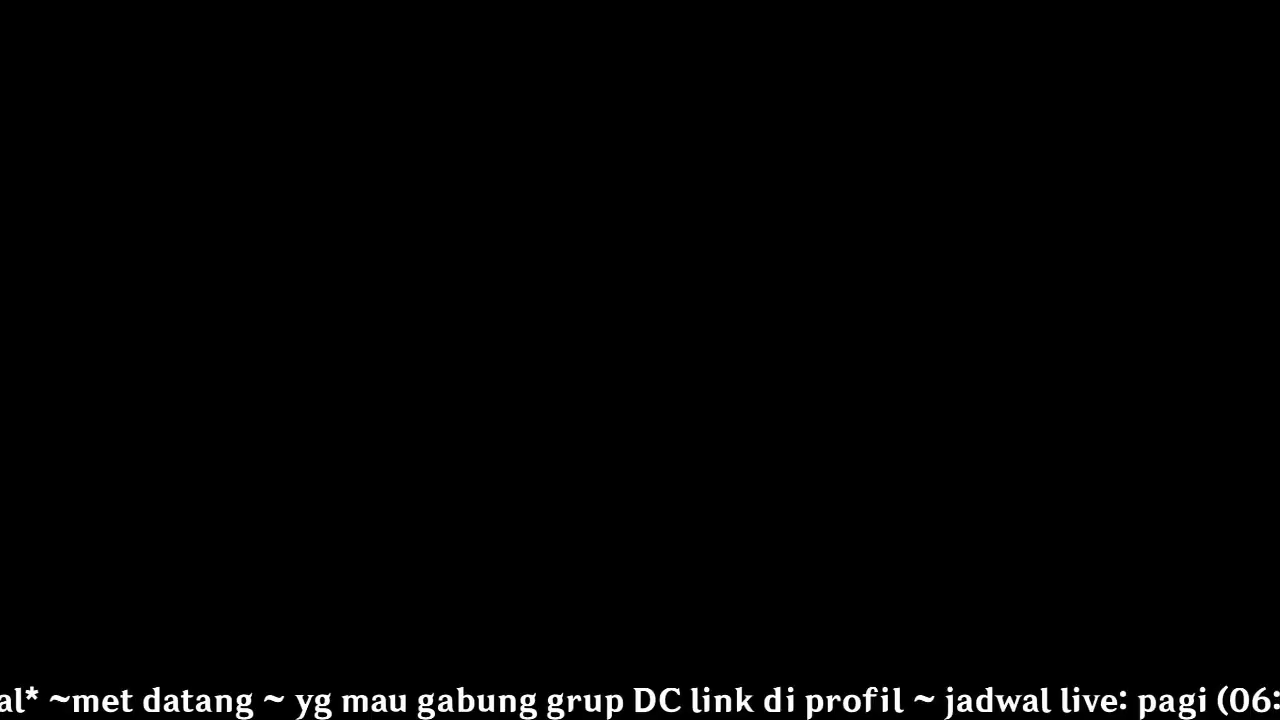 al* ~met datang ~ yg mau gabung grup DC link di profil ~ jadwal live: pagi (06: